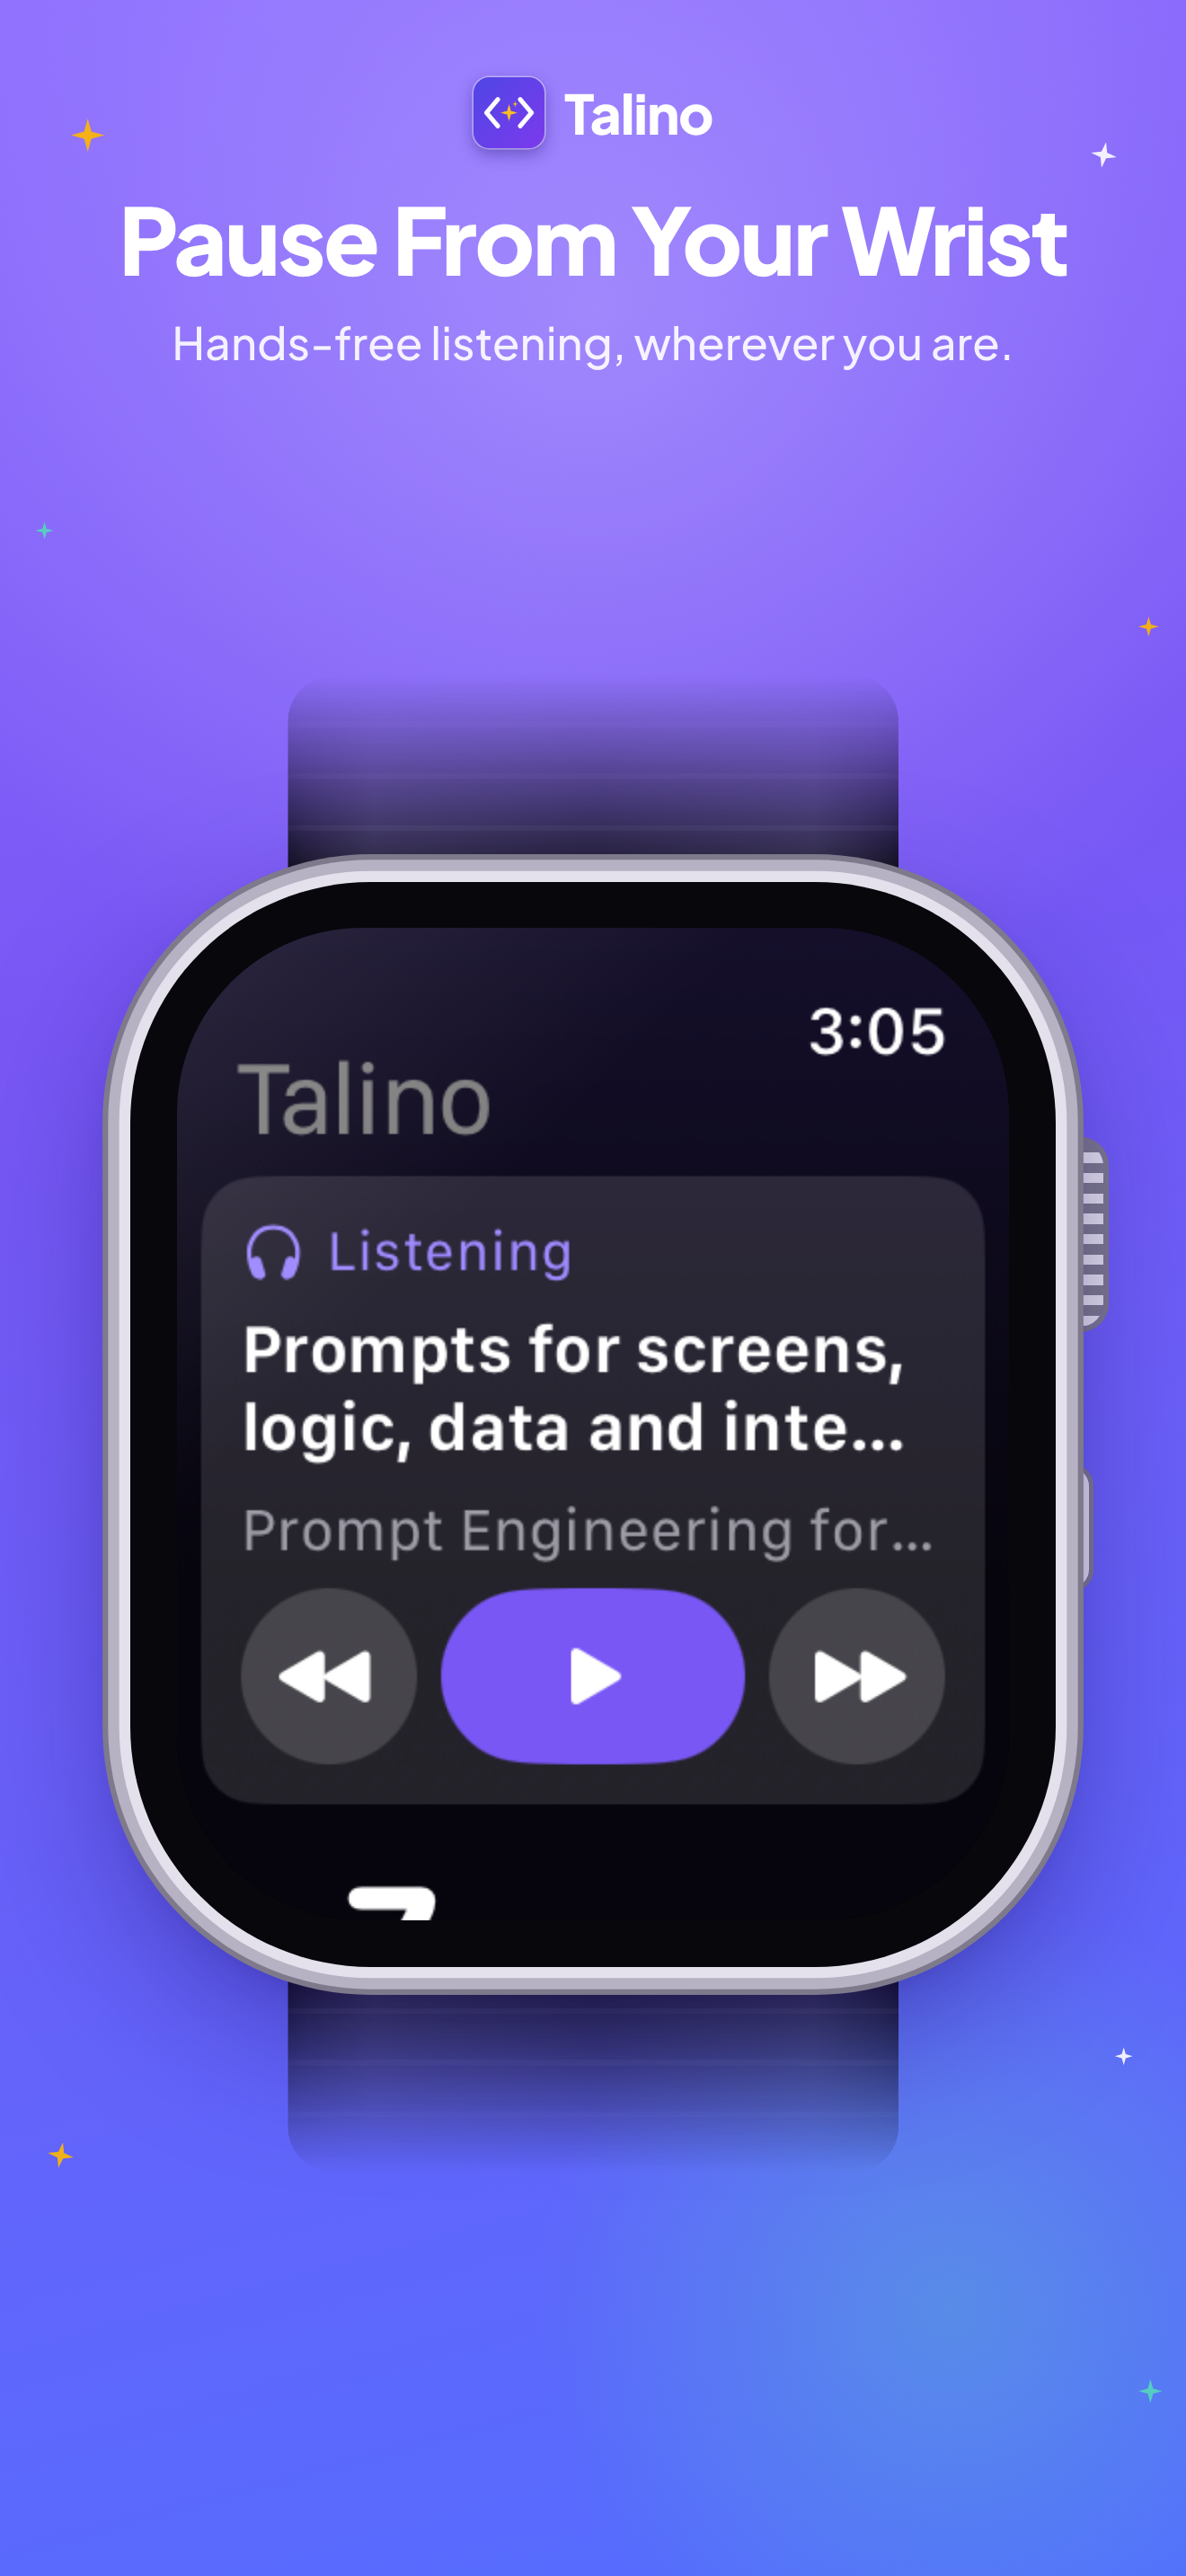 Talino
Pause From Your Wrist
Hands-free listening, wherever you are.
3:05
Talino
Listening
Prompts for screens,
logic, data and inte...
Prompt Engineering for...